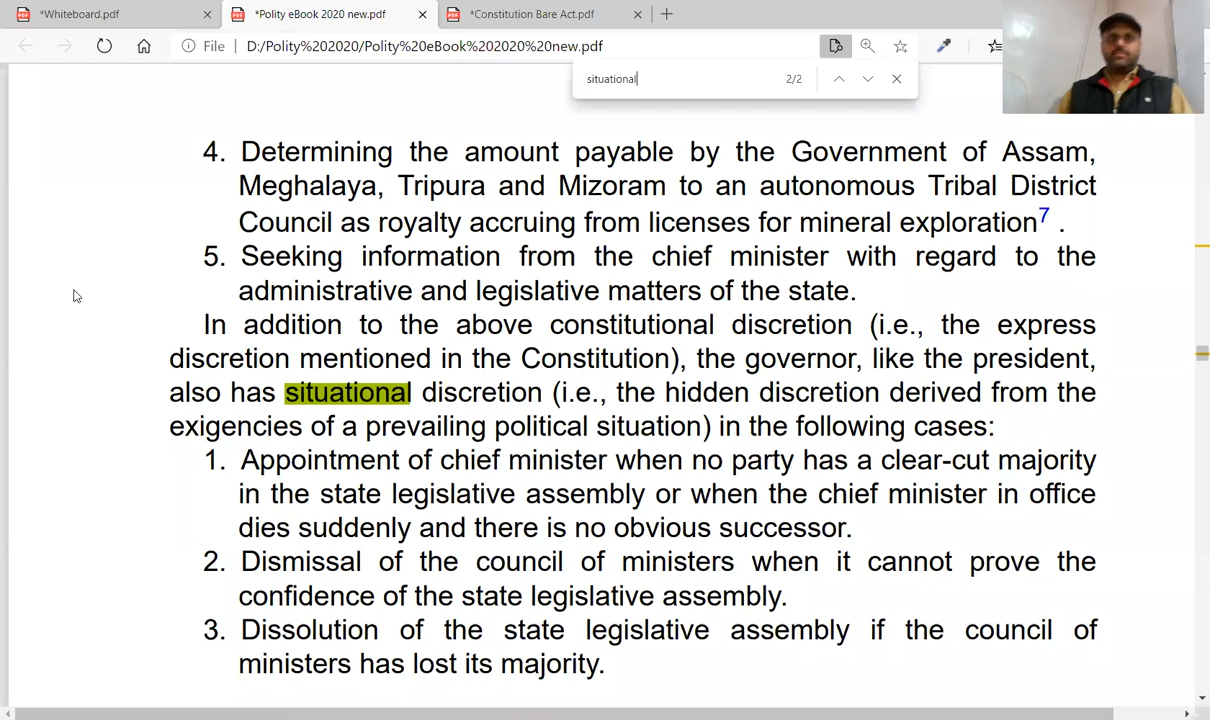 *Whiteboard.pdf
*Polity eBook 2020 new.pdf
*Constitution Bare Act.pdf
File | D:/Polity%202020/Polity%20eBook%202020%20new.pdf
situational 2/2
4. Determining the amount payable by the Government of Assam,
Meghalaya, Tripura and Mizoram to an autonomous Tribal District
Council as royalty accruing from licenses for mineral exploration7 .
5. Seeking information from the chief minister with regard to the
administrative and legislative matters of the state.
In addition to the above constitutional discretion (i.e., the express
discretion mentioned in the Constitution), the governor, like the president,
also has situational discretion (i.e., the hidden discretion derived from the
exigencies of a prevailing political situation) in the following cases:
1. Appointment of chief minister when no party has a clear-cut majority
in the state legislative assembly or when the chief minister in office
dies suddenly and there is no obvious successor.
2. Dismissal of the council of ministers when it cannot prove the
confidence of the state legislative assembly.
3. Dissolution of the state legislative assembly if the council of
ministers has lost its majority.